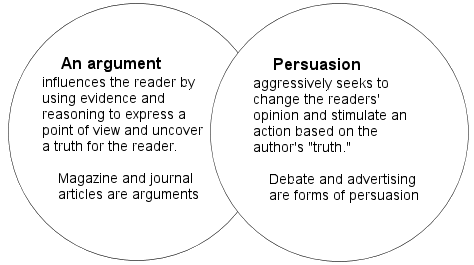 An argument
influences the reader by
using evidence and
reasoning to express a
point of view and uncover
a truth for the reader.
Magazine and journal
articles are arguments
Persuasion
aggressively seeks to
change the readers'
opinion and stimulate an
action based on the
author's "truth."
Debate and advertising
are forms of persuasion